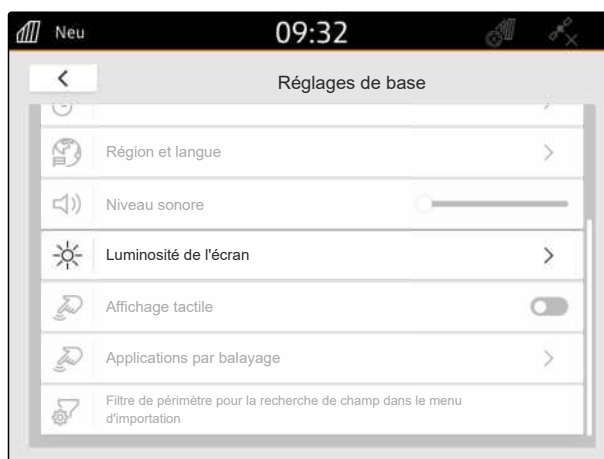 Neu
09:32
Réglages de base
Région et langue
Niveau sonore
Luminosité de l'écran
Affichage tactile
Applications par balayage
Filtre de périmètre pour la recherche de champ dans le menu
d'importation